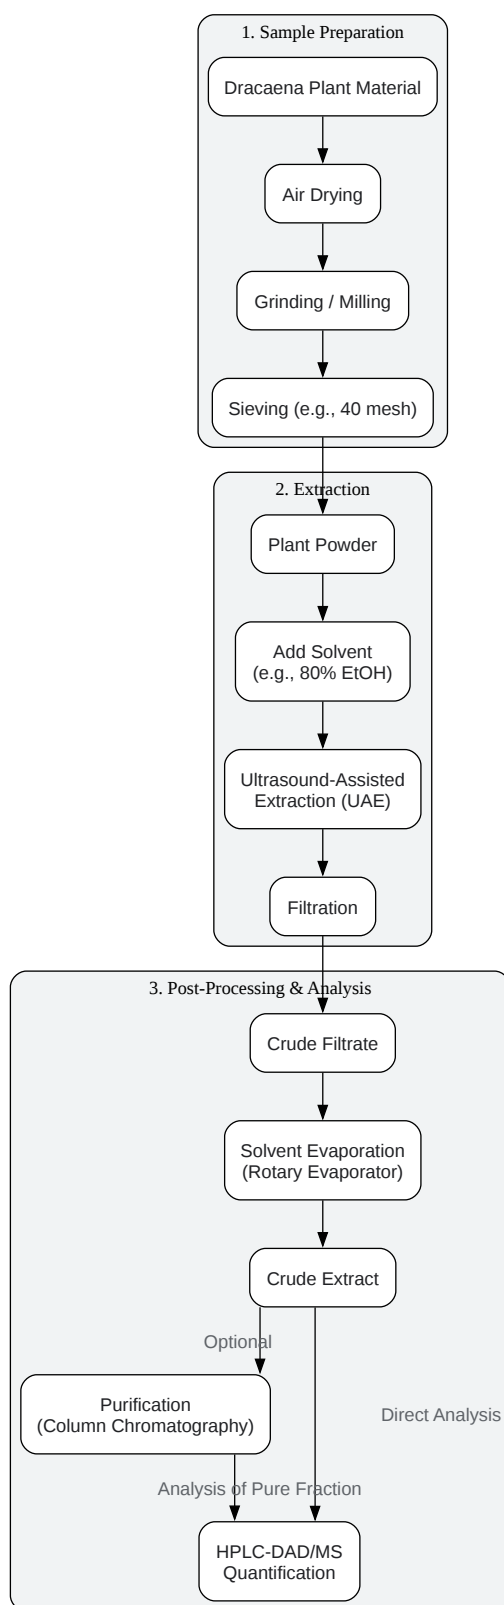 1. Sample Preparation
Dracaena Plant Material
Air Drying
Grinding / Milling
Sieving (e.g., 40 mesh)
2. Extraction
Plant Powder
Add Solvent
(e.g., 80% EtOH)
Ultrasound-Assisted
Extraction (UAE)
Filtration
3. Post-Processing & Analysis
Crude Filtrate
Solvent Evaporation
(Rotary Evaporator)
Crude Extract
Optional
Purification
(Column Chromatography)
Direct Analysis
Analysis of Pure Fraction
HPLC-DAD/MS
Quantification